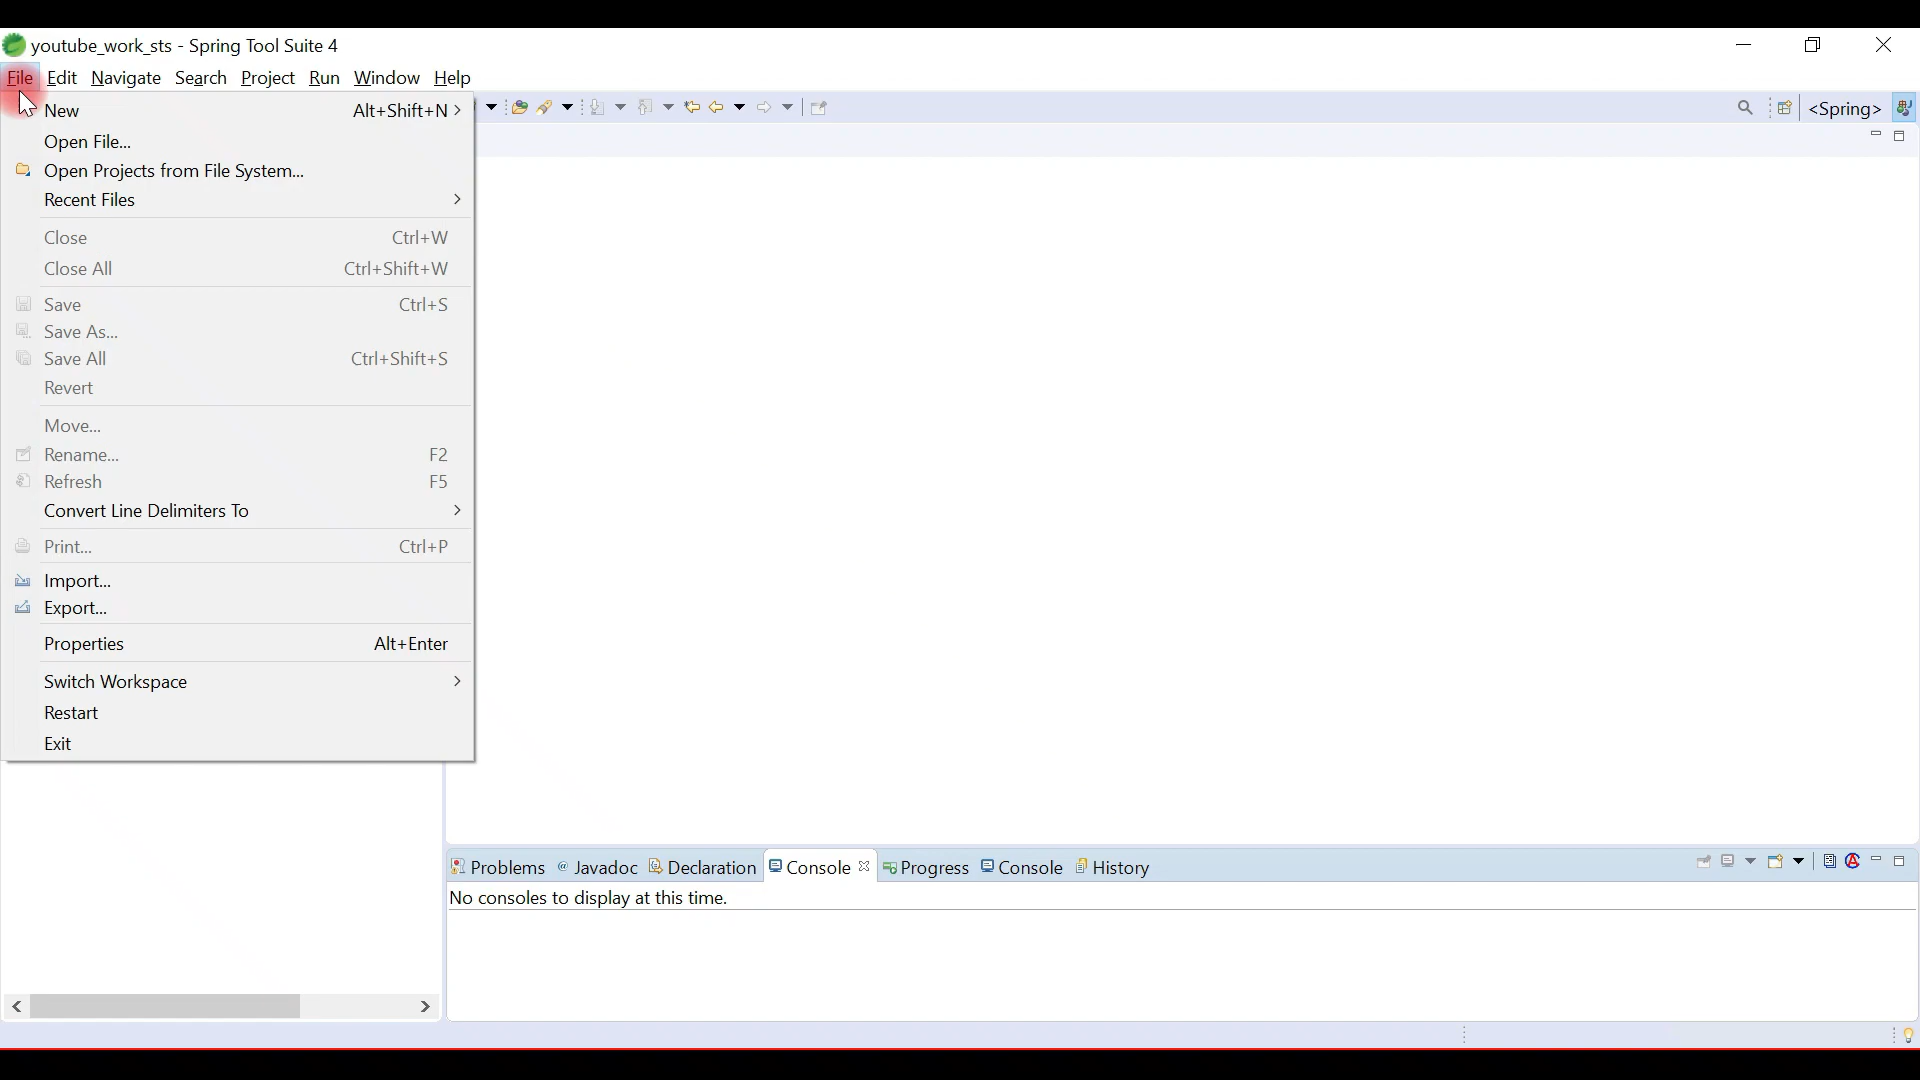 youtube_work_sts - Spring Tool Suite 4
File Edit Navigate Search Project Run Window Help
New Alt+Shift+N
<Spring>
Open File...
Open Projects from File System...
Recent Files
Close Ctrl+W
Close All Ctrl+Shift+W
Save Ctrl+S
Save As...
Save All Ctrl+Shift+S
Revert
Move...
Rename... F2
Refresh F5
Convert Line Delimiters To
Print... Ctrl+P
Import...
Export...
Properties Alt+Enter
Switch Workspace
Restart
Exit
Problems @ Javadoc Declaration Console Progress Console History
No consoles to display at this time.